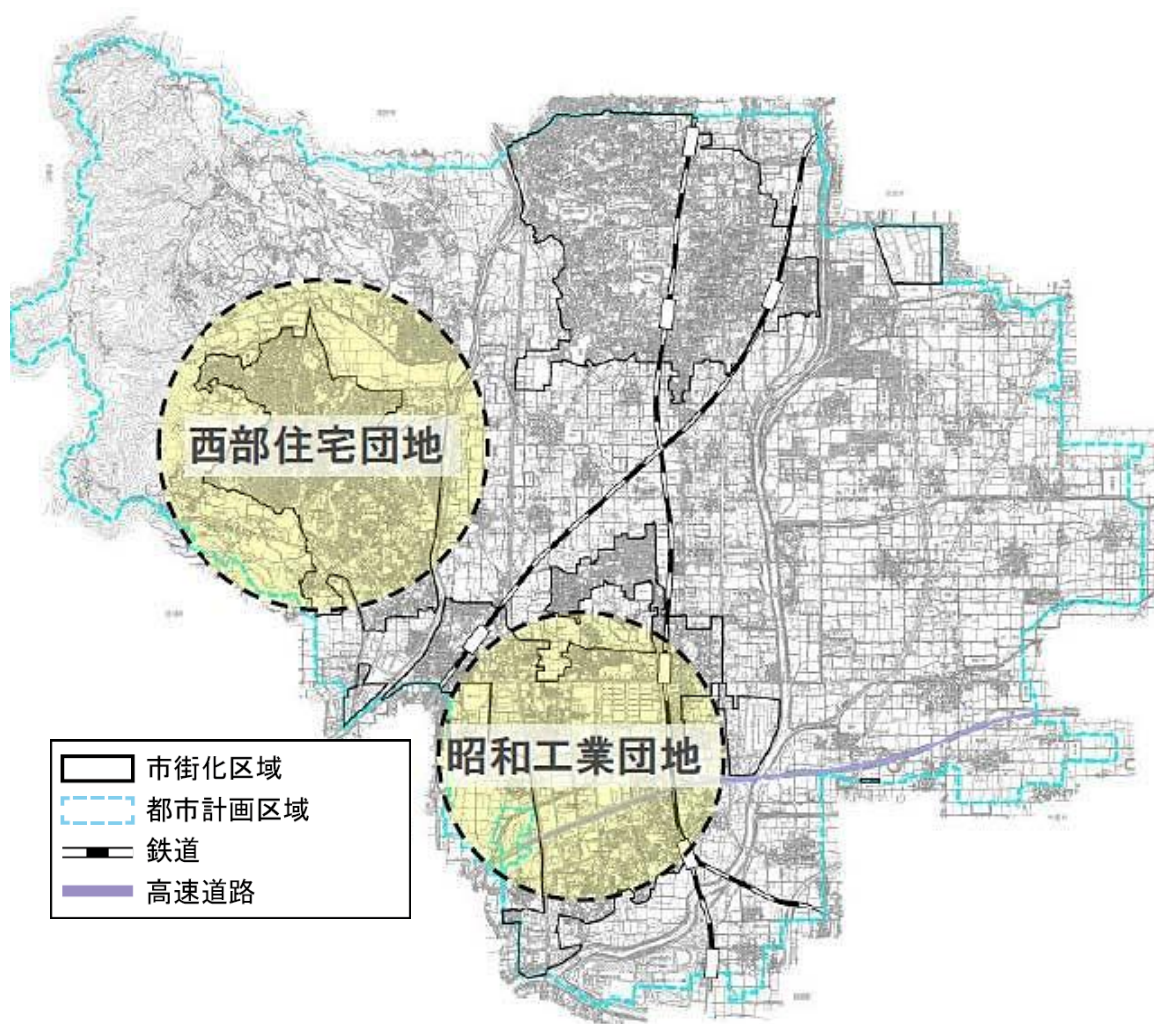 西部住宅団地
昭和工業団地
市街化区域
都市計画区域
鉄道
高速道路